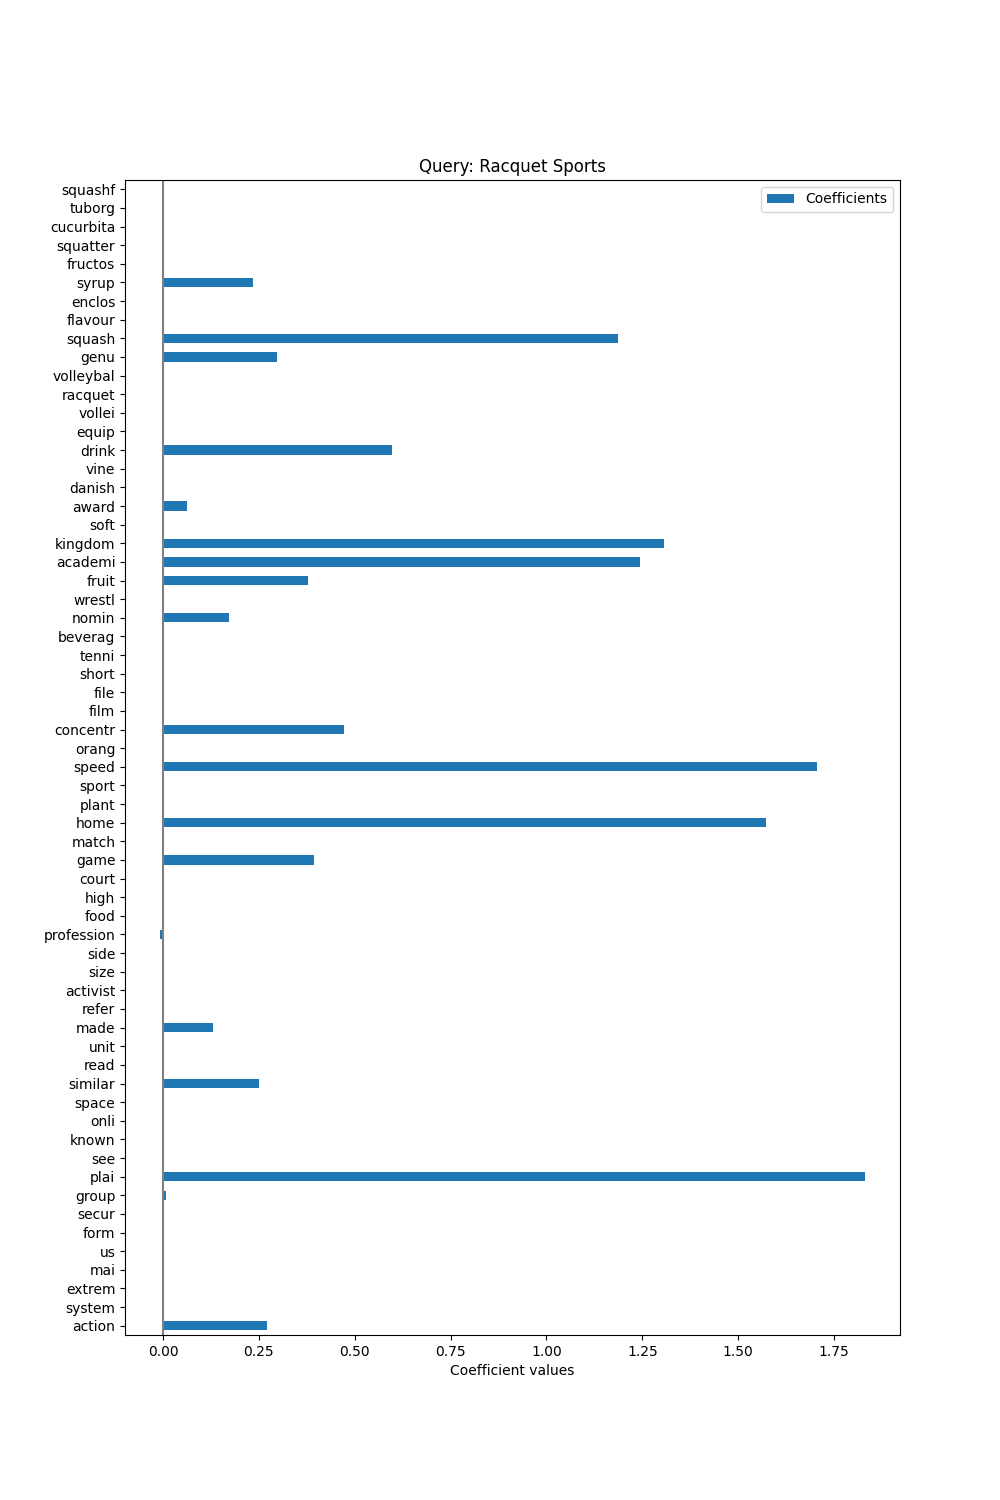 Query: Racquet Sports
Coefficients
squashf
tuborg
cucurbita
squatter
fructos
syrup
enclos
flavour
squash
genu
volleybal
racquet
vollei
equip
drink
vine
danish
award
soft
kingdom
academi
fruit
wrestl
nomin
beverag
tenni
short
file
film
concentr
orang
speed
sport
plant
home
match
game
court
high
food
profession
side
size
activist
refer
made
unit
read
similar
space
onli
known
see
plai
group
secur
form
us
mai
extrem
system
action
0.00 0.25 0.50 0.75 1.00 1.25 1.50 1.75
Coefficient values